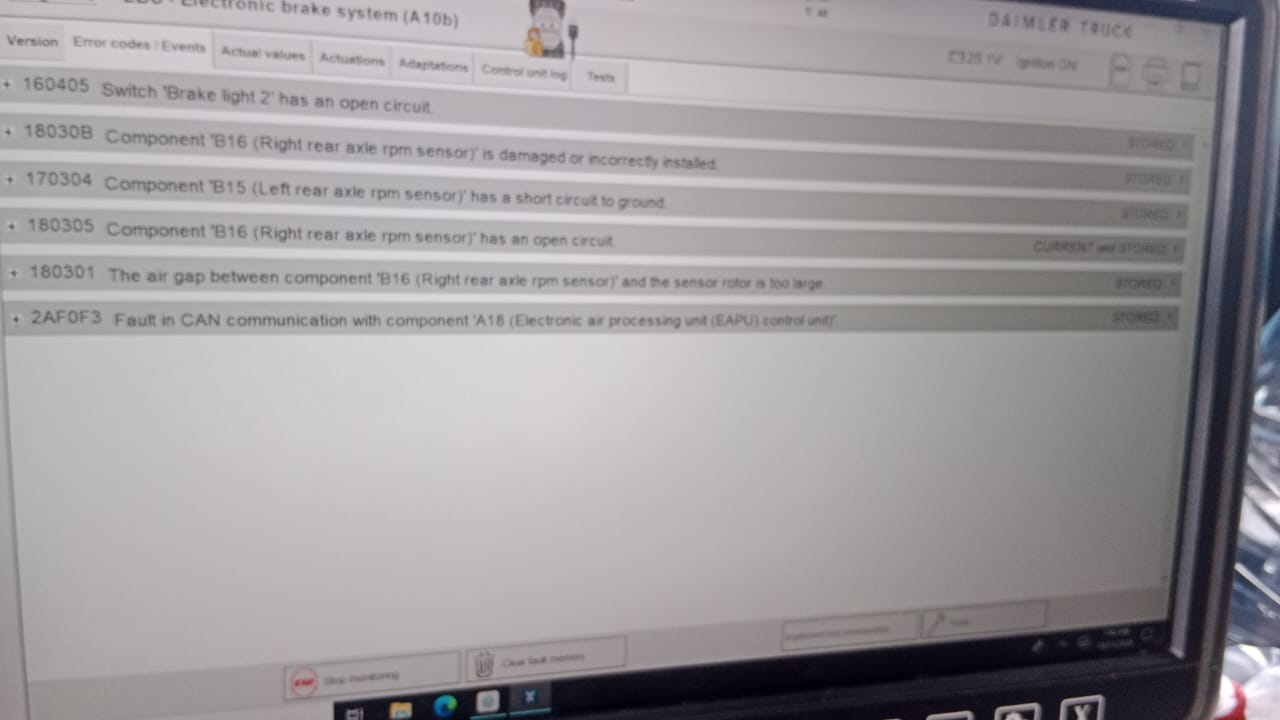 Electronic brake system (A10b)
DAIMLER TRUCK
25.1V Ignition ON
Version Error codes / Events Actual values Actuations Adaptations Control unit log Tests
+ 160405 Switch 'Brake light 2' has an open circuit.
STORED
+ 18030B Component 'B16 (Right rear axle rpm sensor)' is damaged or incorrectly installed.
STORED
+ 170304 Component 'B15 (Left rear axle rpm sensor)' has a short circuit to ground.
STORED
+ 180305 Component 'B16 (Right rear axle rpm sensor)' has an open circuit.
CURRENT and STORED
+ 180301 The air gap between component 'B16 (Right rear axle rpm sensor)' and the sensor rotor is too large.
STORED
+ 2AF0F3 Fault in CAN communication with component 'A18 (Electronic air processing unit (EAPU) control unit)'.
STORED
Stop monitoring
Clear fault memory
X